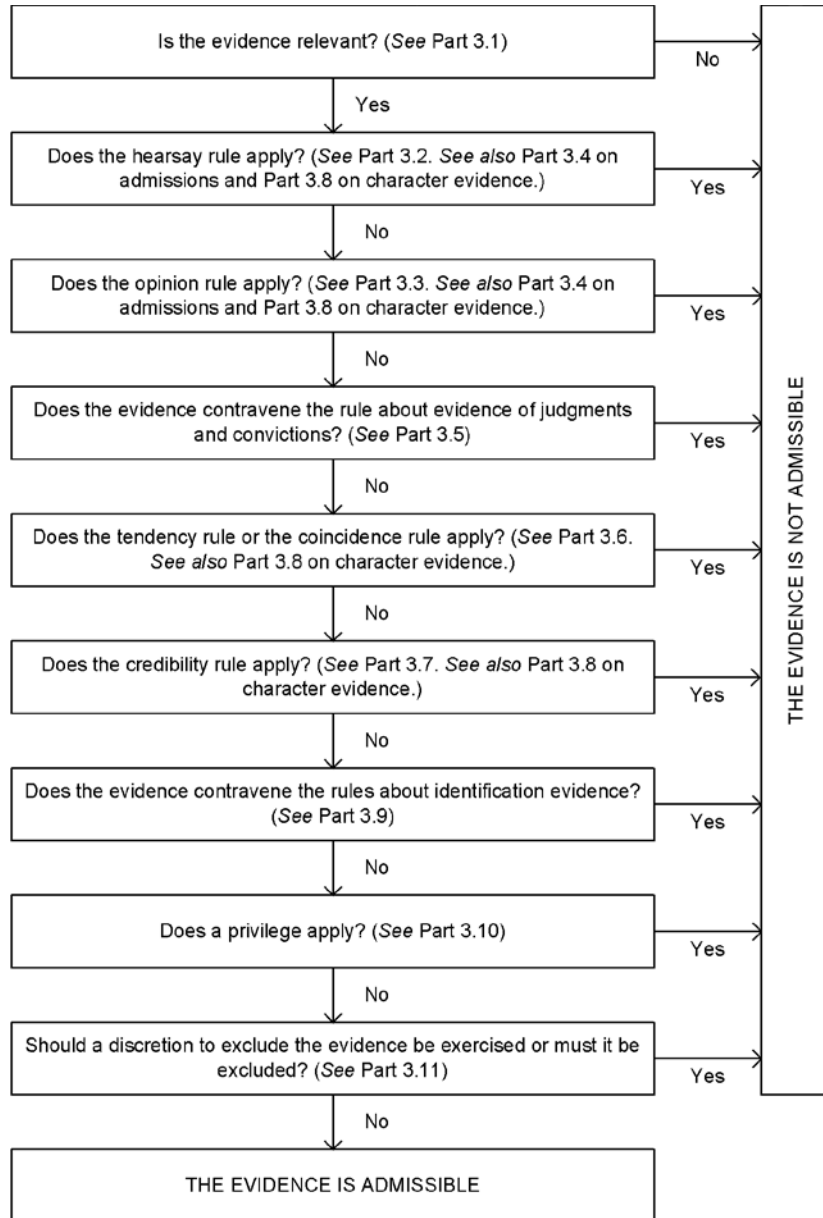 Is the evidence relevant? (See Part 3.1)
No
Yes
Does the hearsay rule apply? (See Part 3.2. See also Part 3.4 on
admissions and Part 3.8 on character evidence.)
Yes
No
Does the opinion rule apply? (See Part 3.3. See also Part 3.4 on
admissions and Part 3.8 on character evidence.)
Yes
No
Does the evidence contravene the rule about evidence of judgments
and convictions? (See Part 3.5)
Yes
No
Does the tendency rule or the coincidence rule apply? (See Part 3.6.
See also Part 3.8 on character evidence.)
Yes
No
Does the credibility rule apply? (See Part 3.7. See also Part 3.8 on
character evidence.)
Yes
No
Does the evidence contravene the rules about identification evidence?
(See Part 3.9)
Yes
No
Does a privilege apply? (See Part 3.10)
Yes
No
Should a discretion to exclude the evidence be exercised or must it be
excluded? (See Part 3.11)
Yes
No
THE EVIDENCE IS ADMISSIBLE
THE EVIDENCE IS NOT ADMISSIBLE